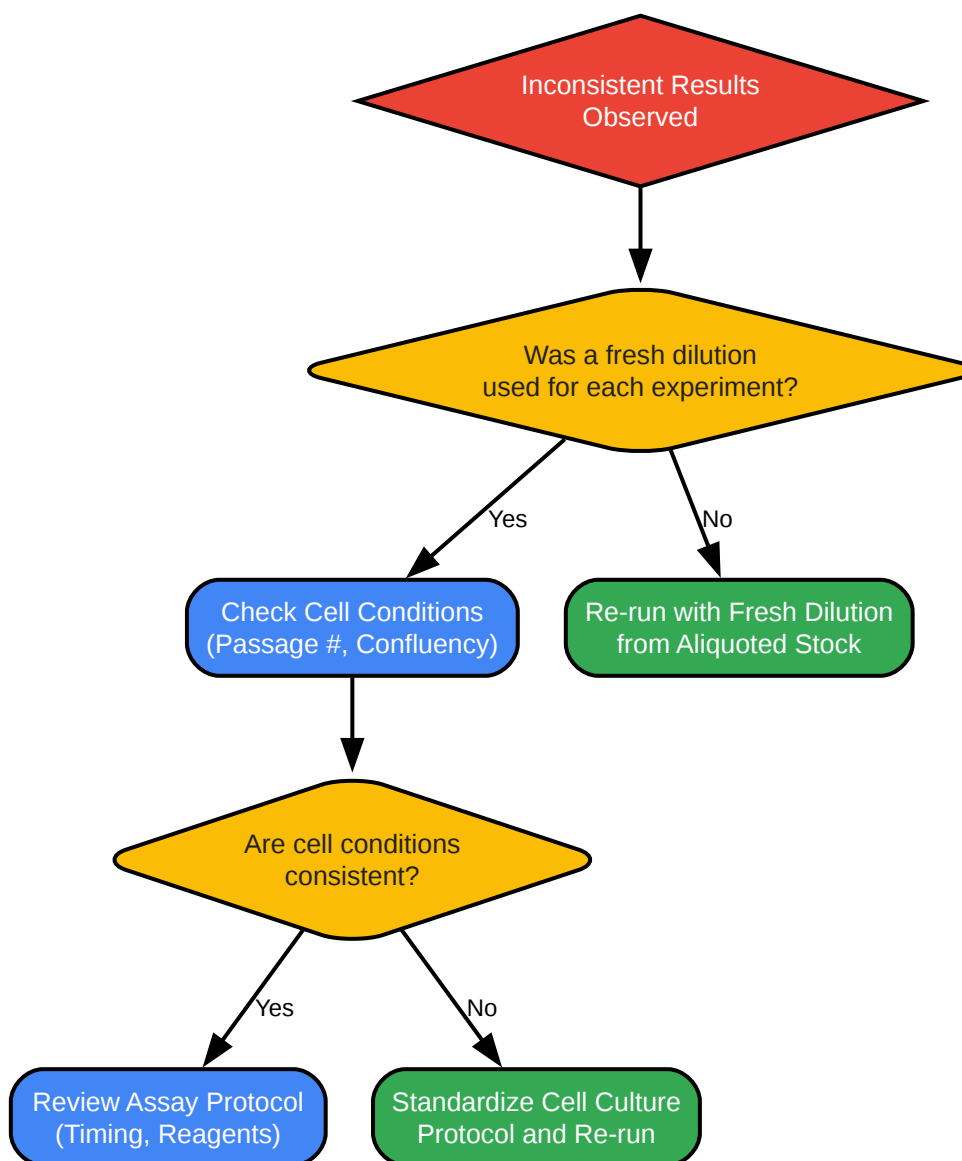 Inconsistent Results
Observed
Was a fresh dilution
used for each experiment?
Yes
No
Check Cell Conditions
(Passage #, Confluency)
Re-run with Fresh Dilution
from Aliquoted Stock
Are cell conditions
consistent?
Yes
No
Review Assay Protocol
(Timing, Reagents)
Standardize Cell Culture
Protocol and Re-run